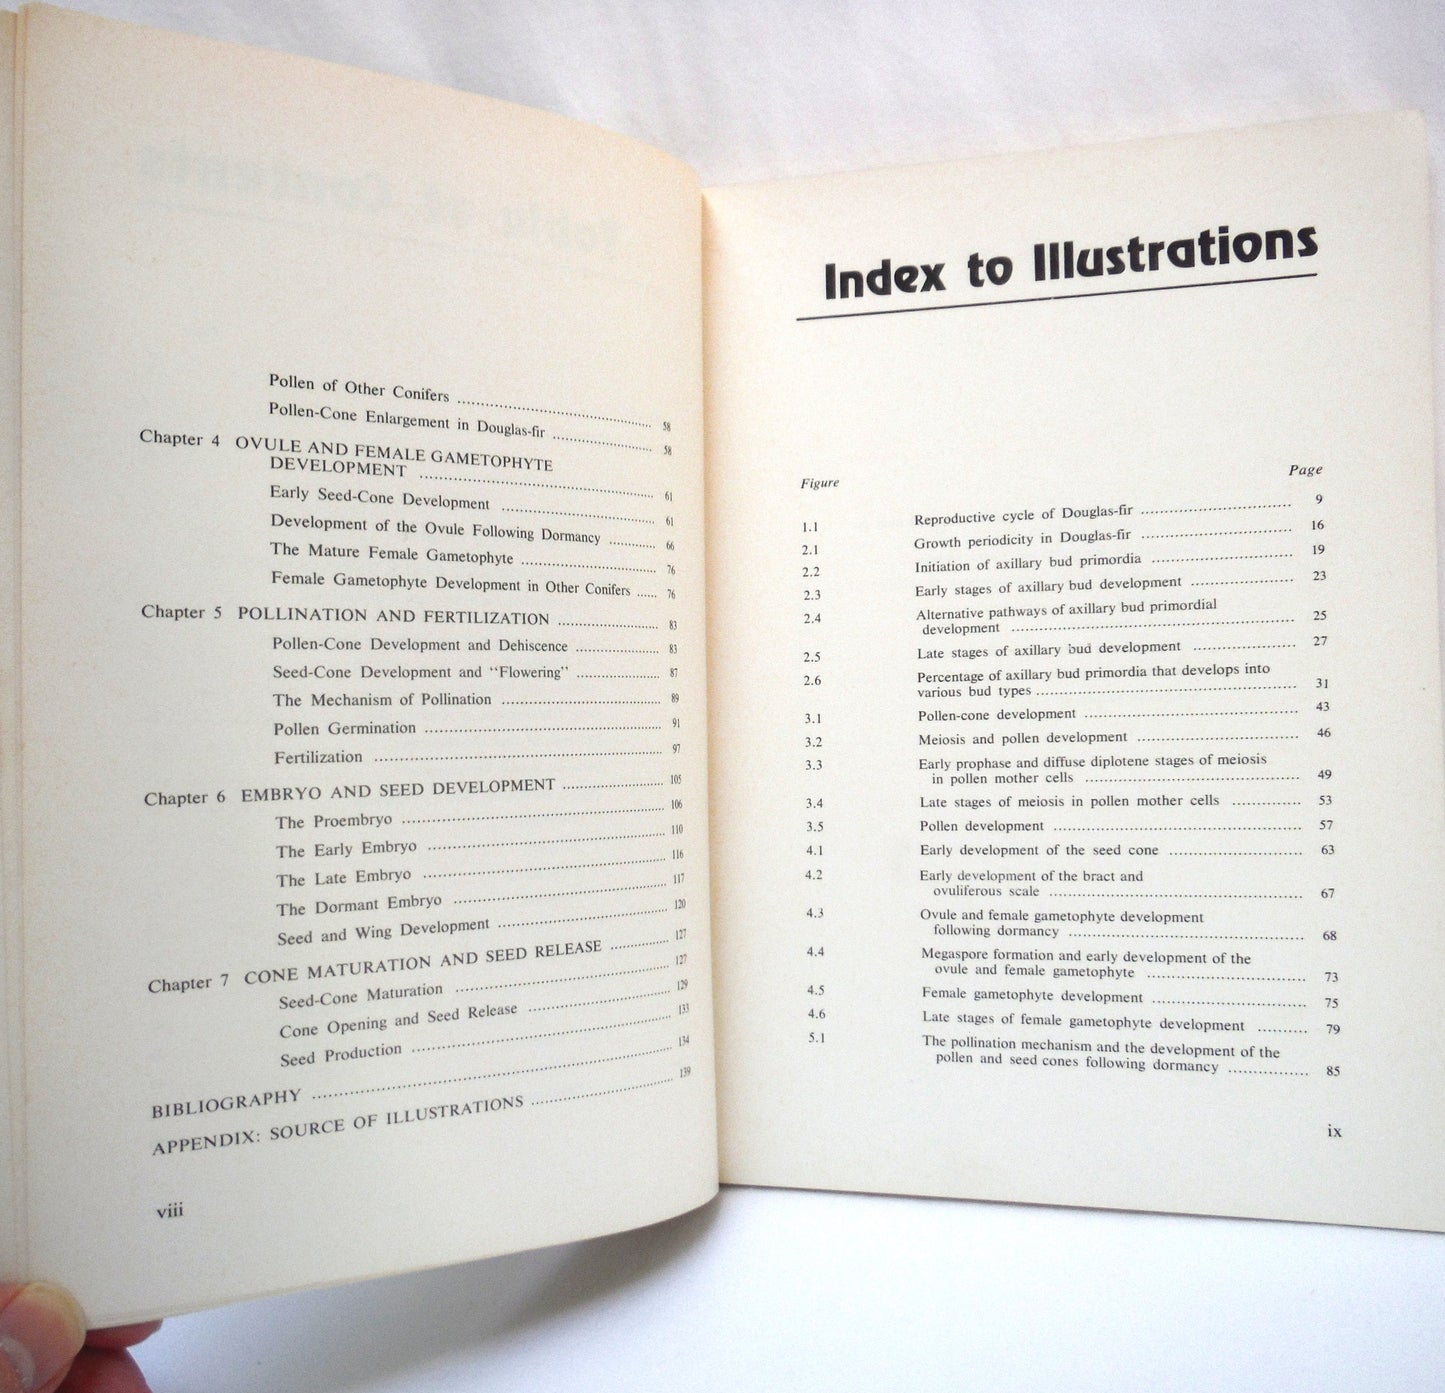 Pollen of Other Conifers ........ 58
Pollen-Cone Enlargement in Douglas-fir ........ 58
Chapter 4 OVULE AND FEMALE GAMETOPHYTE
DEVELOPMENT ........ 61
Early Seed-Cone Development ........ 61
Development of the Ovule Following Dormancy ........ 66
The Mature Female Gametophyte ........ 76
Female Gametophyte Development in Other Conifers ...... 76
Chapter 5 POLLINATION AND FERTILIZATION ........ 83
Pollen-Cone Development and Dehiscence ........ 83
Seed-Cone Development and "Flowering" ........ 87
The Mechanism of Pollination ........ 89
Pollen Germination ........ 91
Fertilization ........ 97
Chapter 6 EMBRYO AND SEED DEVELOPMENT ........ 105
The Proembryo ........ 106
The Early Embryo ........ 110
The Late Embryo ........ 116
The Dormant Embryo ........ 117
Seed and Wing Development ........ 120
Chapter 7 CONE MATURATION AND SEED RELEASE ........ 127
Seed-Cone Maturation ........ 127
Cone Opening and Seed Release ........ 129
Seed Production ........ 133
BIBLIOGRAPHY ........ 134
APPENDIX: SOURCE OF ILLUSTRATIONS ........ 139
viii
Index to Illustrations
Figure Page
1.1 Reproductive cycle of Douglas-fir ........ 9
2.1 Growth periodicity in Douglas-fir ........ 16
2.2 Initiation of axillary bud primordia ........ 19
2.3 Early stages of axillary bud development ........ 23
2.4 Alternative pathways of axillary bud primordial
development ........ 25
2.5 Late stages of axillary bud development ........ 27
2.6 Percentage of axillary bud primordia that develops into
various bud types ........ 31
3.1 Pollen-cone development ........ 43
3.2 Meiosis and pollen development ........ 46
3.3 Early prophase and diffuse diplotene stages of meiosis
in pollen mother cells ........ 49
3.4 Late stages of meiosis in pollen mother cells ........ 53
3.5 Pollen development ........ 57
4.1 Early development of the seed cone ........ 63
4.2 Early development of the bract and
ovuliferous scale ........ 67
4.3 Ovule and female gametophyte development
following dormancy ........ 68
4.4 Megaspore formation and early development of the
ovule and female gametophyte ........ 73
4.5 Female gametophyte development ........ 75
4.6 Late stages of female gametophyte development ........ 79
5.1 The pollination mechanism and the development of the
pollen and seed cones following dormancy ........ 85
ix